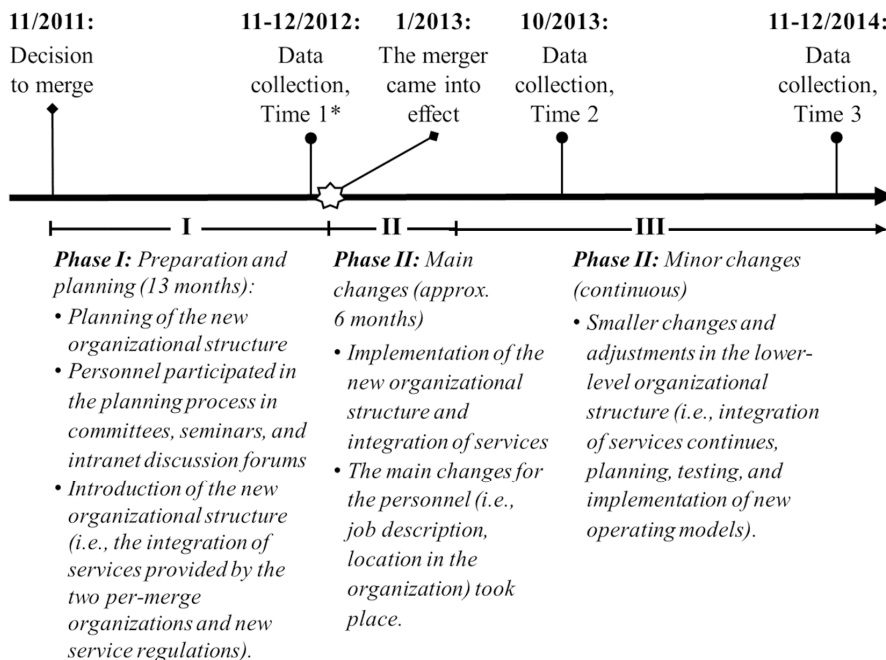 11/2011:
Decision
to merge
11-12/2012:
Data
collection,
Time 1*
1/2013:
The merger
came into
effect
10/2013:
Data
collection,
Time 2
11-12/2014:
Data
collection,
Time 3
I
II
III
Phase I: Preparation and
planning (13 months):
• Planning of the new
organizational structure
• Personnel participated in
the planning process in
committees, seminars, and
intranet discussion forums
• Introduction of the new
organizational structure
(i.e., the integration of
services provided by the
two per-merge
organizations and new
service regulations).
Phase II: Main
changes (approx.
6 months)
• Implementation of the
new organizational
structure and
integration of services
• The main changes for
the personnel (i.e.,
job description,
location in the
organization) took
place.
Phase II: Minor changes
(continuous)
• Smaller changes and
adjustments in the lower-
level organizational
structure (i.e., integration
of services continues,
planning, testing, and
implementation of new
operating models).